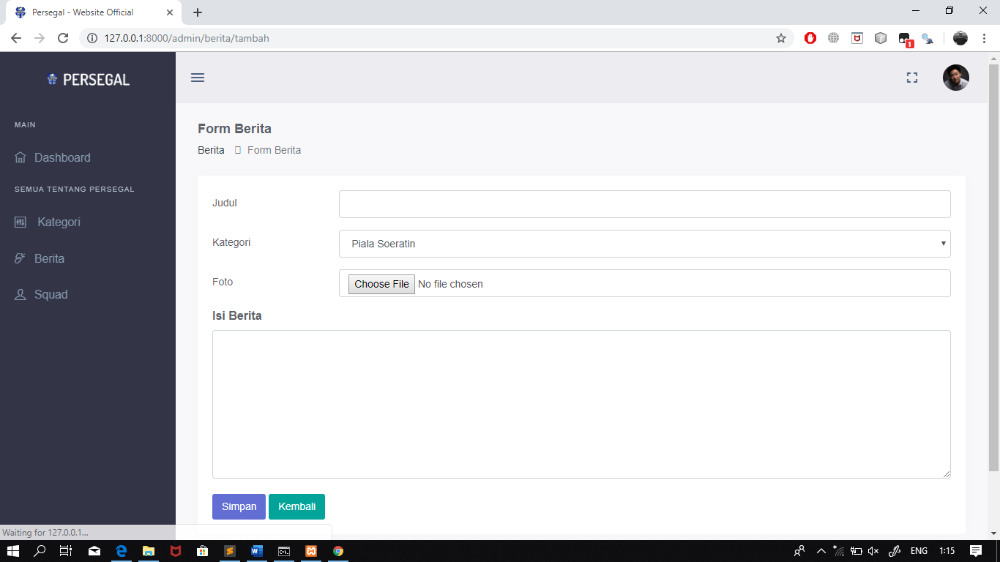 Persegal - Website Official
127.0.0.1:8000/admin/berita/tambah
1
PERSEGAL
MAIN
Dashboard
SEMUA TENTANG PERSEGAL
Kategori
Berita
Squad
Form Berita
Berita Form Berita
Judul
Kategori
Piala Soeratin
Foto
Choose File No file chosen
Isi Berita
Simpan Kembali
Waiting for 127.0.0.1...
ENG 1:15